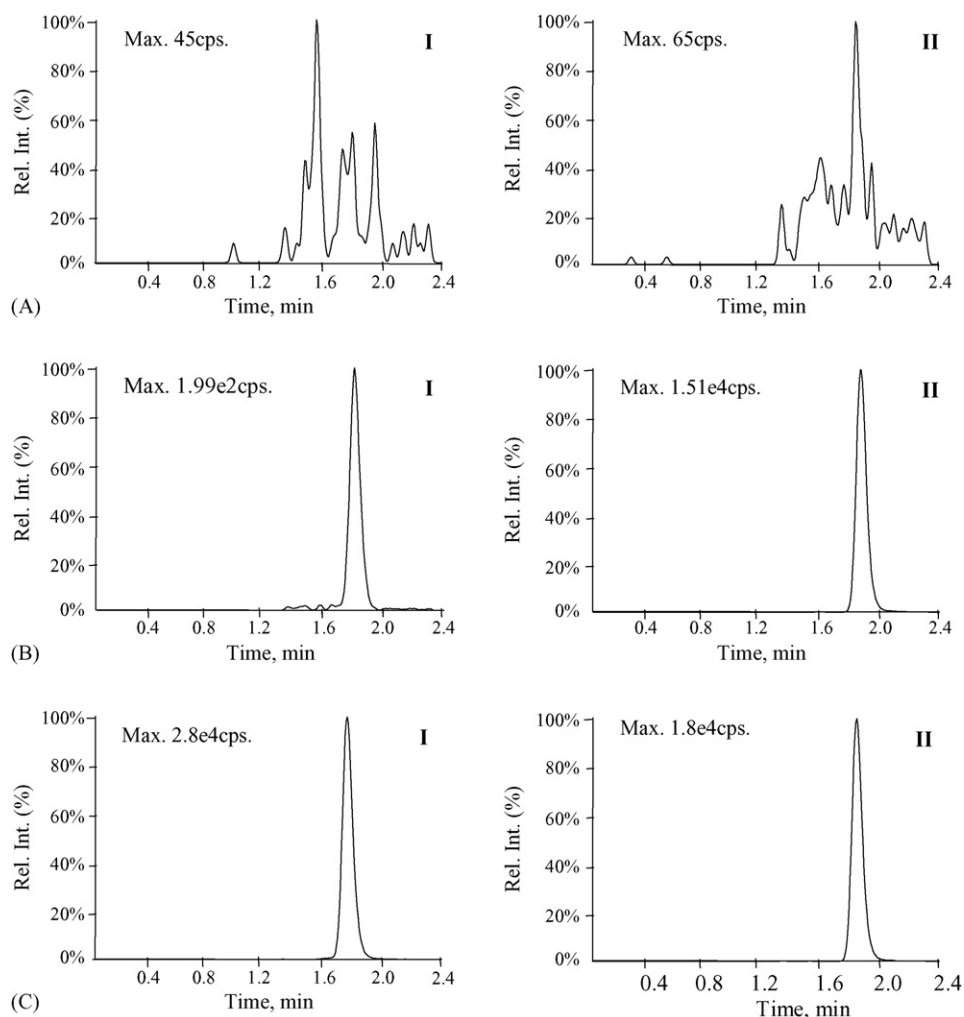 100%
80%
60%
40%
20%
0%
Rel. Int. (%)
Max. 45cps.
I
0.4 0.8 1.2 1.6 2.0 2.4
Time, min
100%
80%
60%
40%
20%
0%
Rel. Int. (%)
Max. 65cps.
II
0.4 0.8 1.2 1.6 2.0 2.4
Time, min
(A)
100%
80%
60%
40%
20%
0%
Rel. Int. (%)
Max. 1.99e2cps.
I
0.4 0.8 1.2 1.6 2.0 2.4
Time, min
100%
80%
60%
40%
20%
0%
Rel. Int. (%)
Max. 1.51e4cps.
II
0.4 0.8 1.2 1.6 2.0 2.4
Time, min
(B)
100%
80%
60%
40%
20%
0%
Rel. Int. (%)
Max. 2.8e4cps.
I
0.4 0.8 1.2 1.6 2.0 2.4
Time, min
100%
80%
60%
40%
20%
0%
Rel. Int. (%)
Max. 1.8e4cps.
II
0.4 0.8 1.2 1.6 2.0 2.4
Time, min
(C)